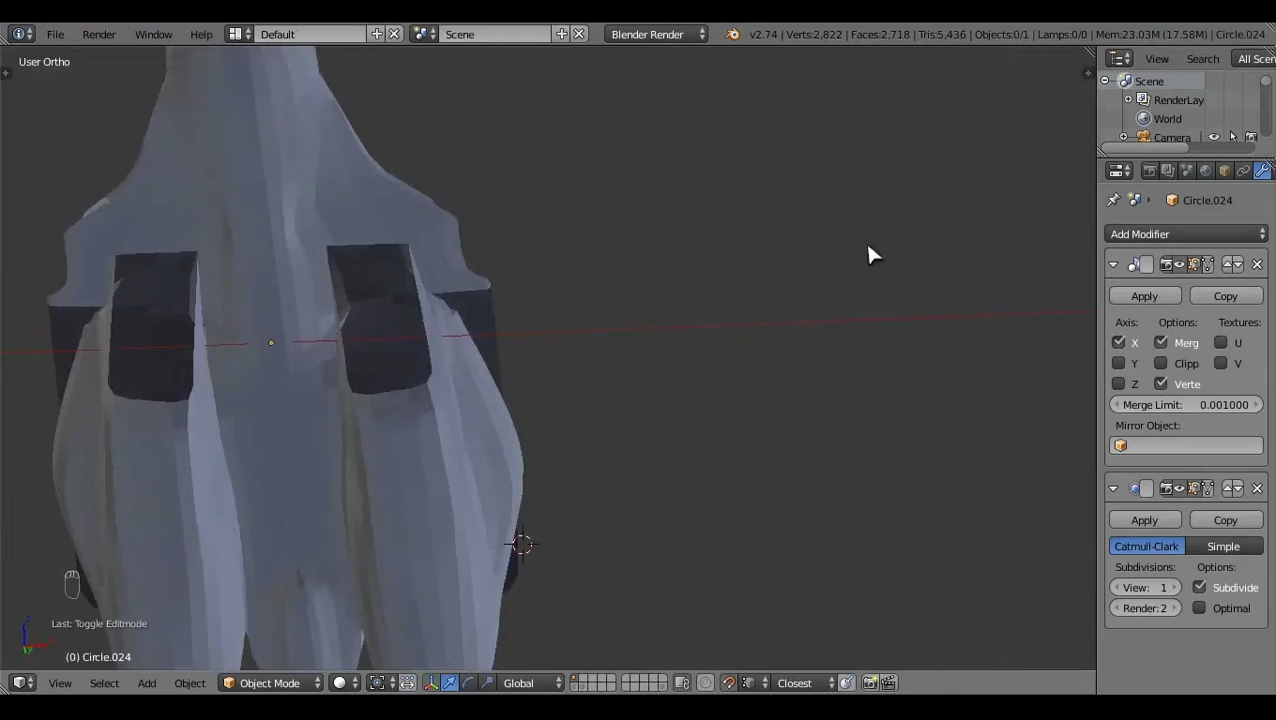 File Render Window Help Default Scene Blender Render v2.74 | Verts:2,822 | Faces:2,718 | Tris:5,436 | Objects:0/1 | Lamps:0/0 | Mem:23.03M (17.58M) | Circle.024
User Ortho
View Search All Scen
Scene
RenderLay
World
Camera
Circle.024
Add Modifier
Apply Copy
Axis: Options: Textures:
X Merg U
Y Clipp V
Z Verte
Merge Limit: 0.001000
Mirror Object:
Apply Copy
Catmull-Clark Simple
Subdivisions: Options:
View: 1 Subdivide
Render: 2 Optimal
Last: Toggle Editmode
(0) Circle.024
View Select Add Object Object Mode Global Closest